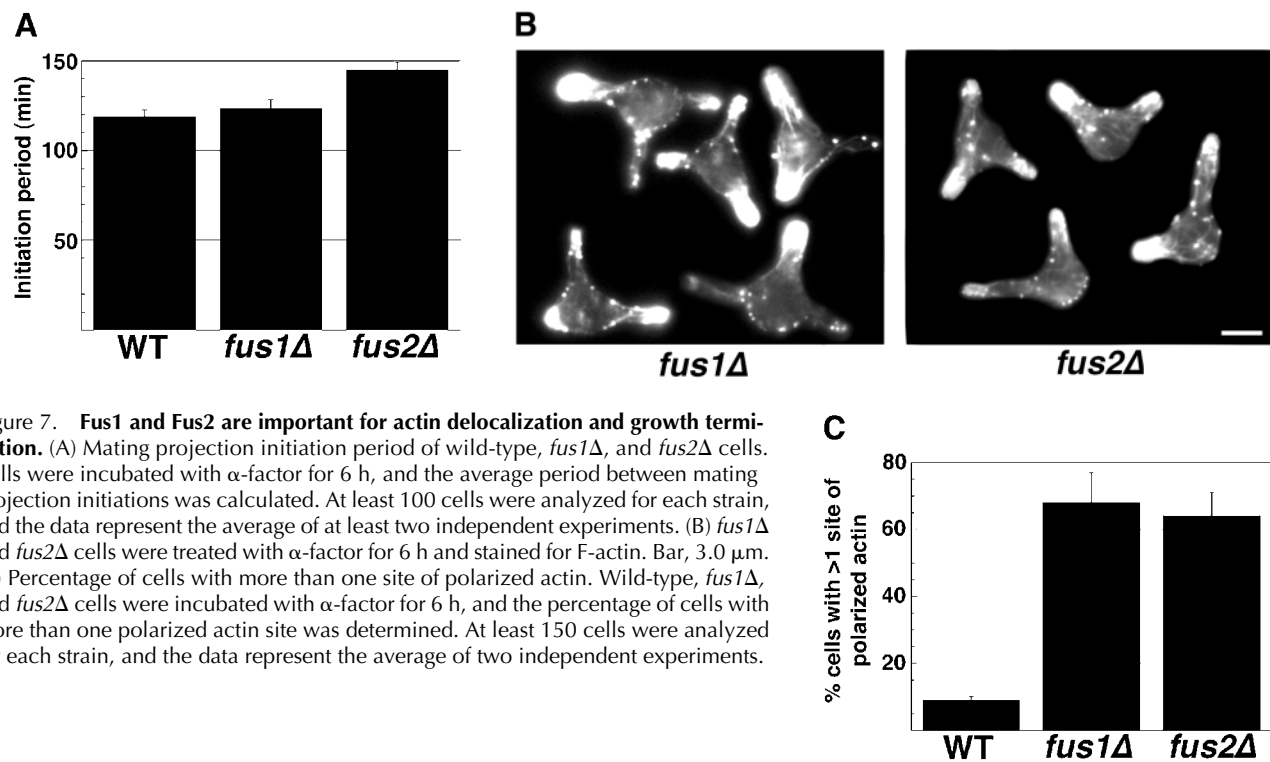 A
150
100
50
Initiation period (min)
WT
fus1Δ
fus2Δ
B
fus1Δ
fus2Δ
gure 7. Fus1 and Fus2 are important for actin delocalization and growth termi-
tion. (A) Mating projection initiation period of wild-type, fus1Δ, and fus2Δ cells.
ells were incubated with α-factor for 6 h, and the average period between mating
ojection initiations was calculated. At least 100 cells were analyzed for each strain,
d the data represent the average of at least two independent experiments. (B) fus1Δ
d fus2Δ cells were treated with α-factor for 6 h and stained for F-actin. Bar, 3.0 μm.
) Percentage of cells with more than one site of polarized actin. Wild-type, fus1Δ,
d fus2Δ cells were incubated with α-factor for 6 h, and the percentage of cells with
ore than one polarized actin site was determined. At least 150 cells were analyzed
each strain, and the data represent the average of two independent experiments.
C
80
60
40
20
% cells with >1 site of
polarized actin
WT
fus1Δ
fus2Δ